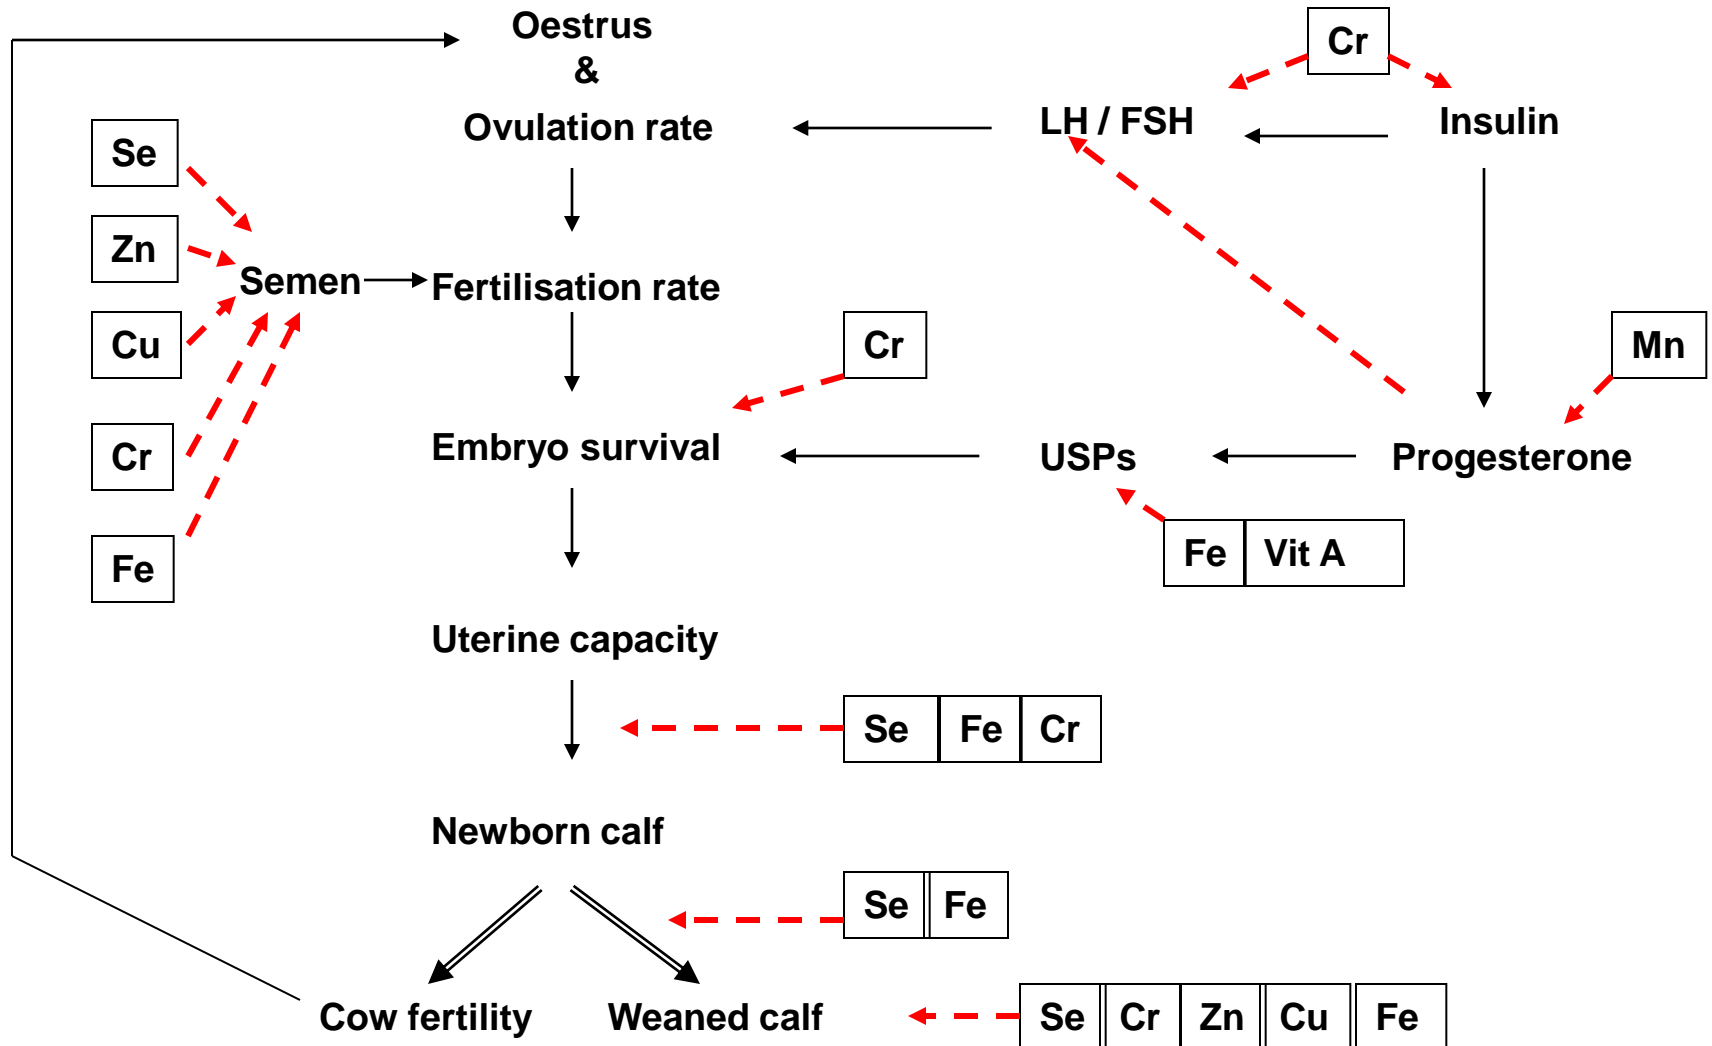 Oestrus
&
Ovulation rate
Cr
LH / FSH
Insulin
Se
Zn
Cu
Cr
Fe
Semen
Fertilisation rate
Cr
Mn
Embryo survival
USPs
Progesterone
Fe Vit A
Uterine capacity
Se Fe Cr
Newborn calf
Se Fe
Cow fertility
Weaned calf
Se Cr Zn Cu Fe